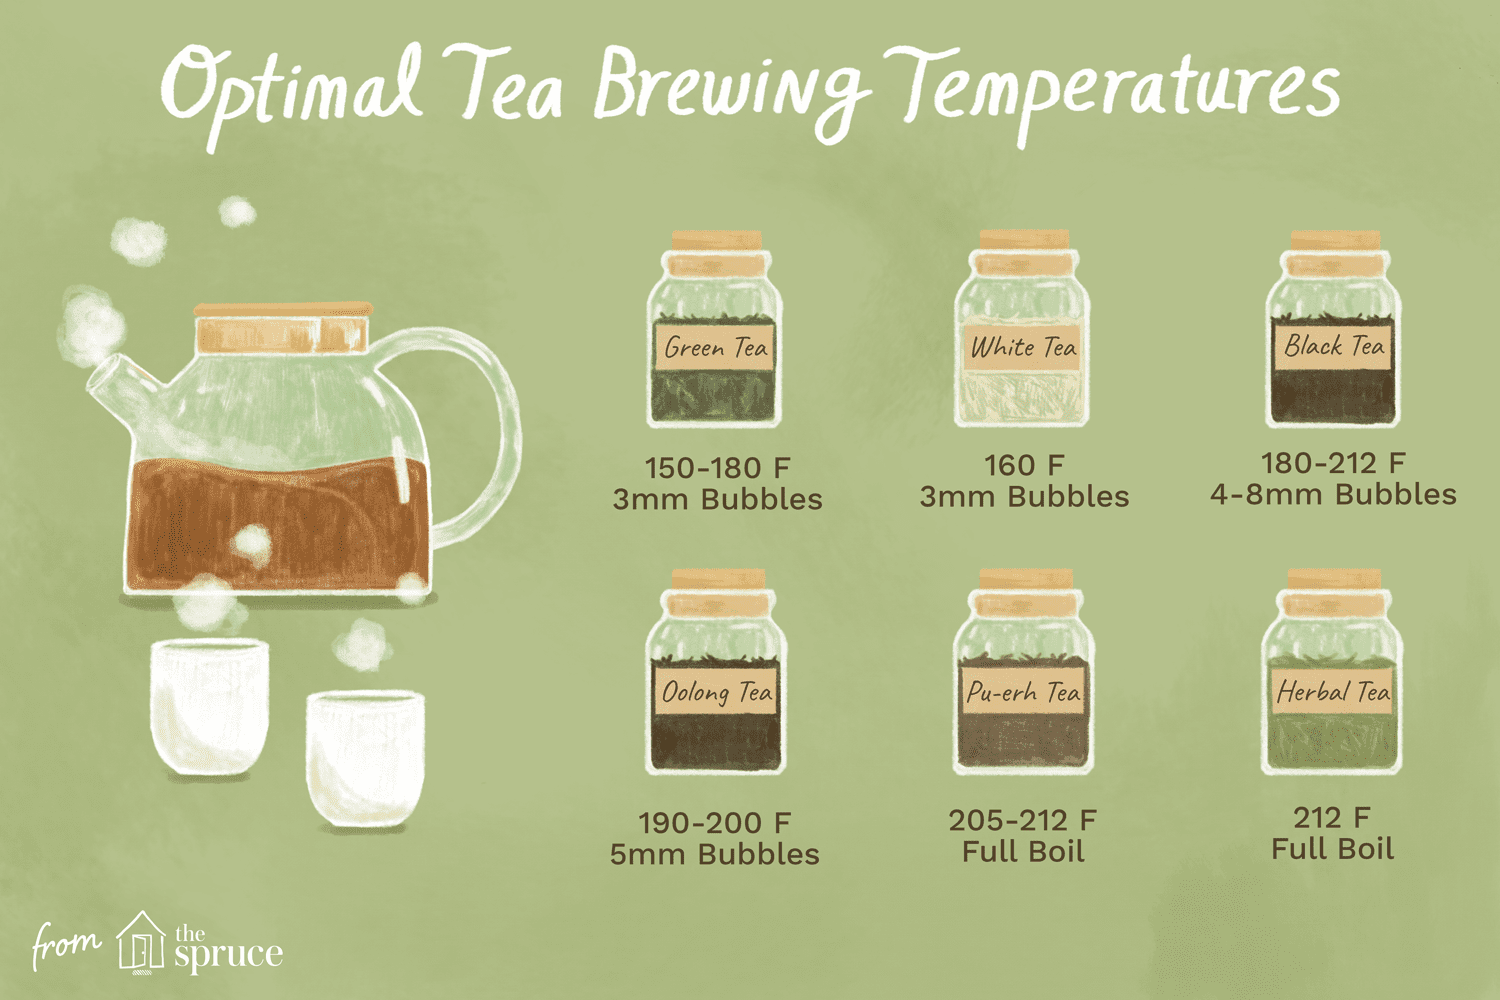 Optimal Tea Brewing Temperatures
Green Tea
150-180 F
3mm Bubbles
White Tea
160 F
3mm Bubbles
Black Tea
180-212 F
4-8mm Bubbles
Oolong Tea
190-200 F
5mm Bubbles
Pu-erh Tea
205-212 F
Full Boil
Herbal Tea
212 F
Full Boil
from the spruce